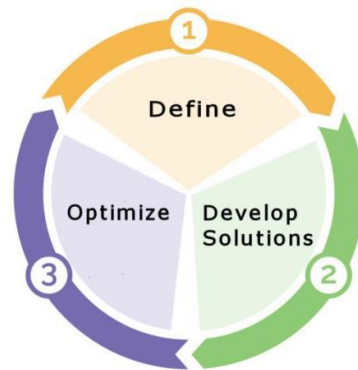 1
Define
2
Develop
Solutions
3
Optimize